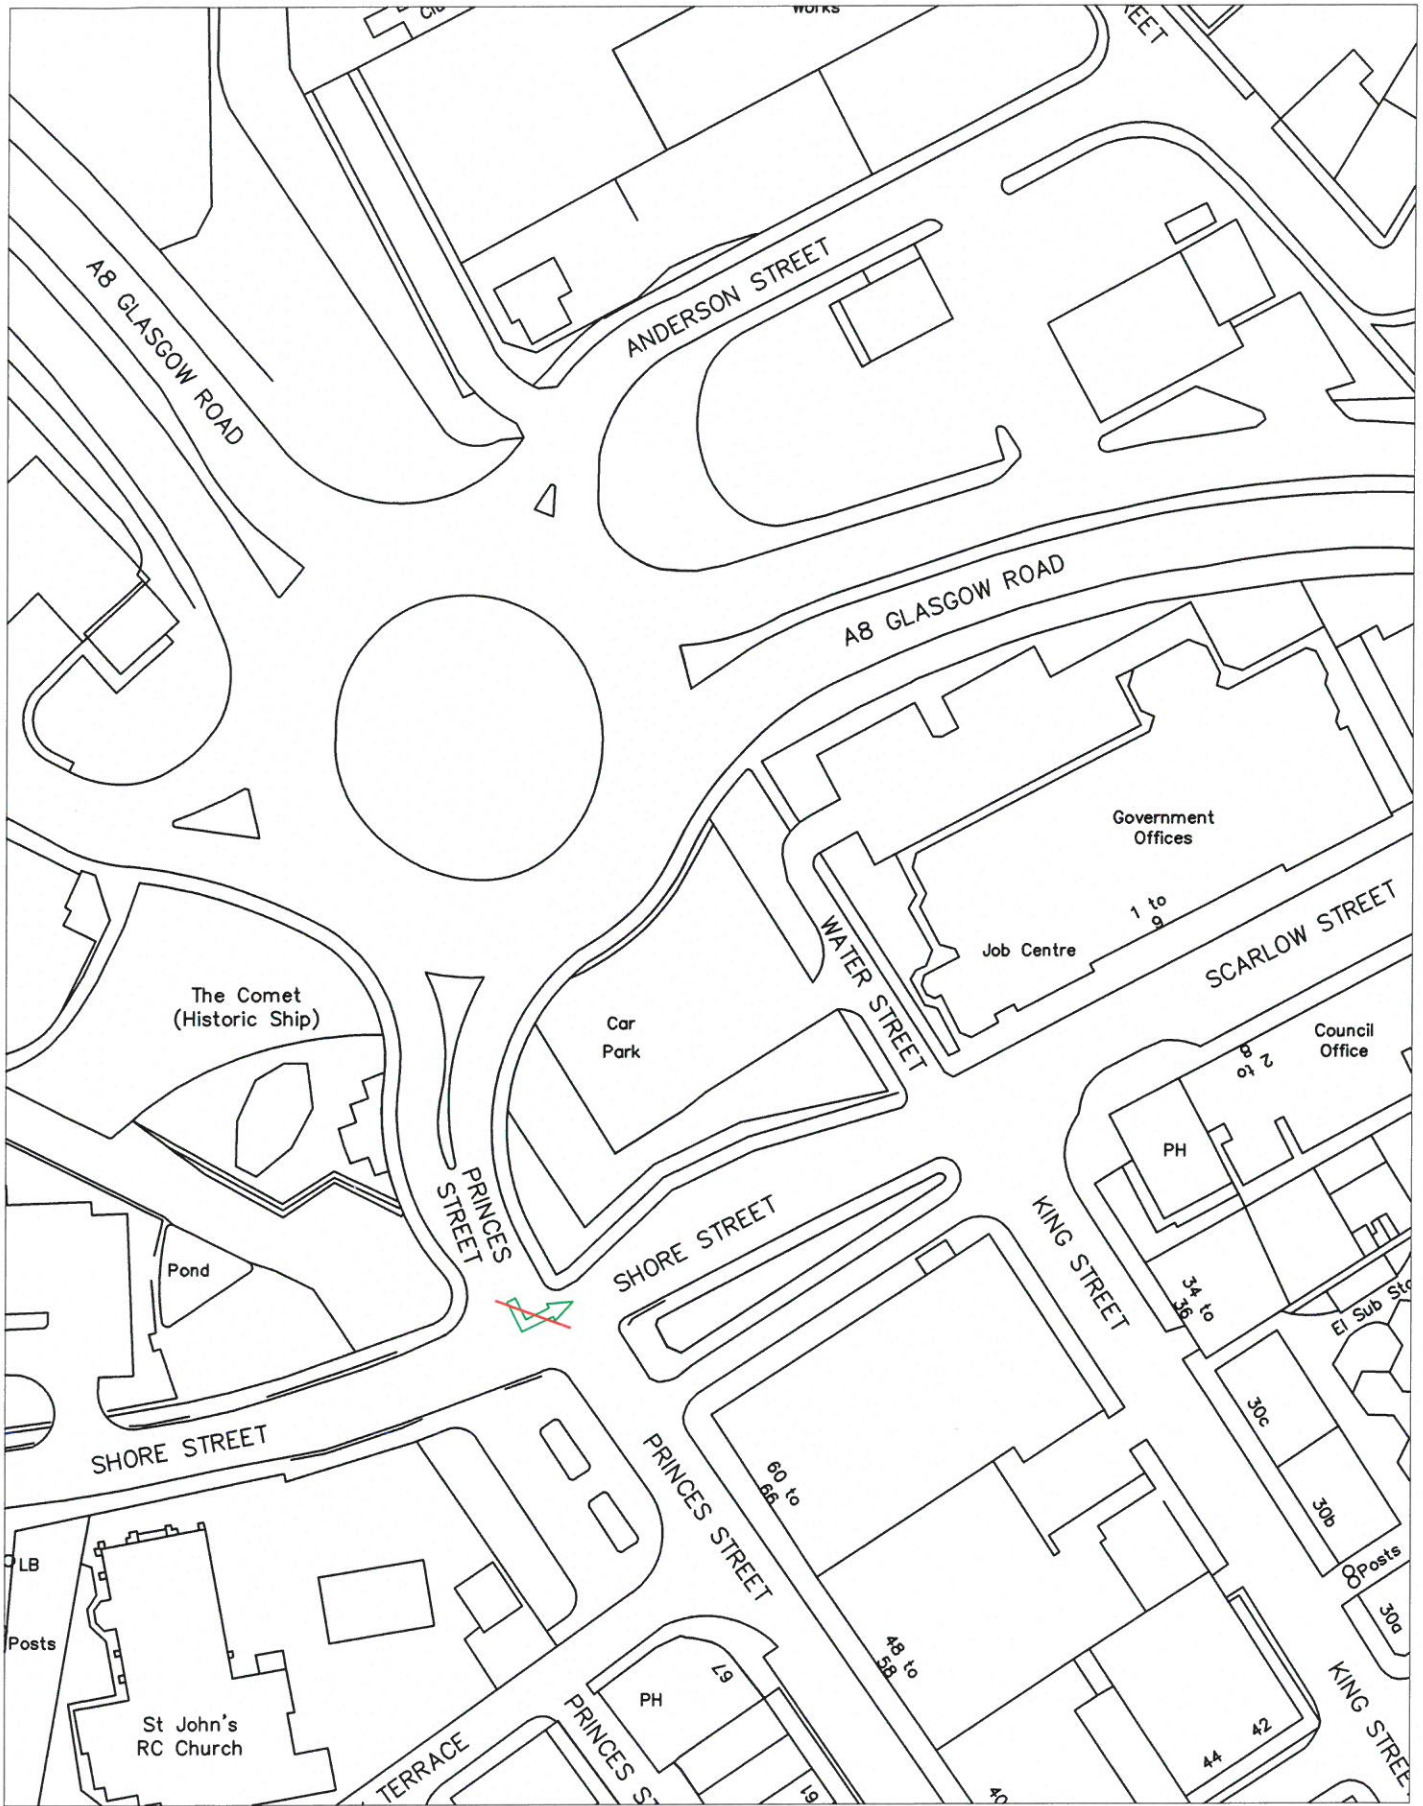 Works
A8 GLASGOW ROAD
ANDERSON STREET
A8 GLASGOW ROAD
Government
Offices
1 to
9
Job Centre
SCARLOW STREET
WATER STREET
The Comet
(Historic Ship)
Car
Park
Council
Office
2 to
8
PH
PRINCES
STREET
SHORE STREET
KING STREET
Pond
34 to
36
El Sub Sta
30c
SHORE STREET
PRINCES STREET
60 to
66
30b
LB
Posts
Posts
30a
48 to
58
67
PH
St John's
RC Church
TERRACE
PRINCES ST
61
42
44
40
KING STREE